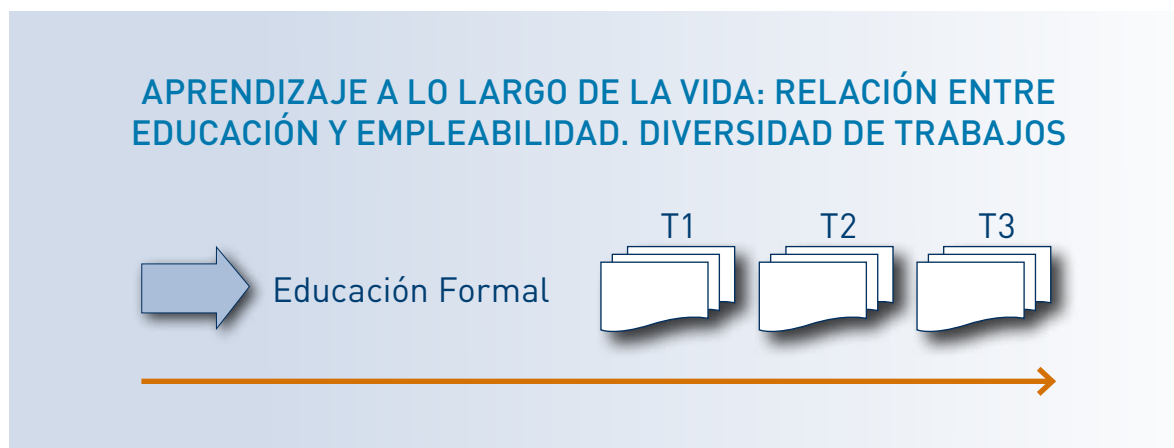 APRENDIZAJE A LO LARGO DE LA VIDA: RELACIÓN ENTRE
EDUCACIÓN Y EMPLEABILIDAD. DIVERSIDAD DE TRABAJOS
T1 T2 T3
Educación Formal